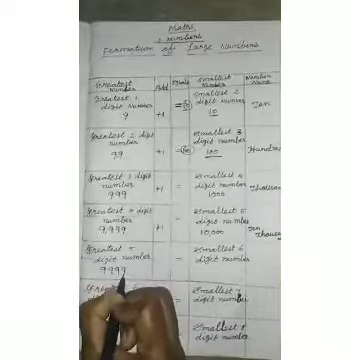 Maths
1. Numbers
Formation of Large Numbers
Greatest Number Add Equals Smallest Number Number Name
Greatest 1 digit number 9 +1 = Smallest 2 digit number 10 Ten
Greatest 2 digit number 99 +1 = Smallest 3 digit number 100 Hundred
Greatest 3 digit number 999 +1 = Smallest 4 digit number 1000 Thousand
Greatest 4 digit number 9,999 +1 = Smallest 5 digit number 10,000 Ten Thousand
Greatest 5 digit number 9999 = Smallest 6 digit number
Greatest = Smallest 7 digit number
= Smallest 8 digit number